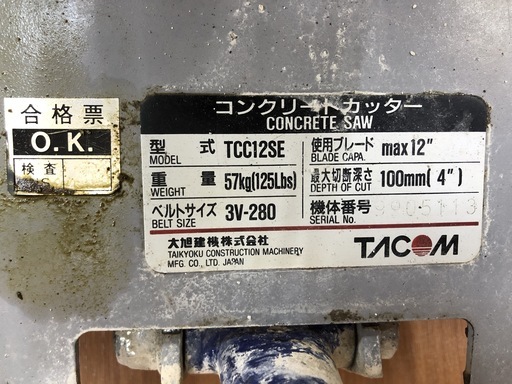 合格票
O.K.
検査
コンクリートカッター
CONCRETE SAW
型式 TCC12SE 使用ブレード max12"
MODEL BLADE CAPA.
重量 57kg(125Lbs) 最大切断深さ 100mm(4")
WEIGHT DEPTH OF CUT
ベルトサイズ 3V-280 機体番号
BELT SIZE SERIAL No.
大旭建機株式会社
TAIKYOKU CONSTRUCTION MACHINERY
MFG. CO., LTD. JAPAN
TACOM